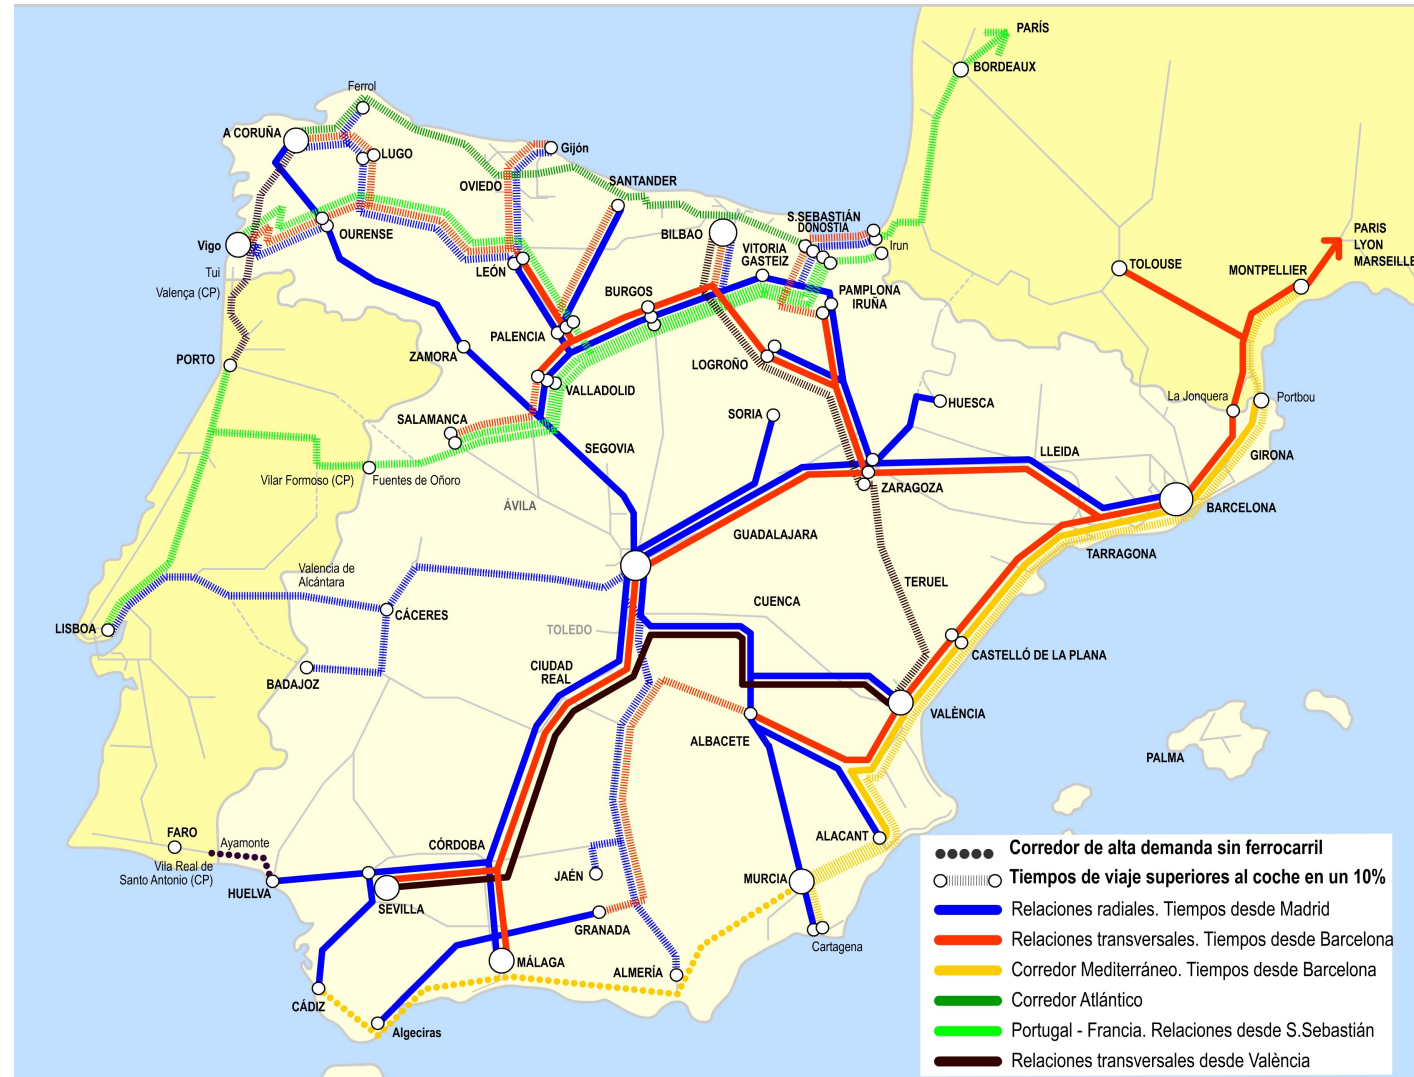 PARÍS
BORDEAUX
Ferrol
A CORUÑA
LUGO
Gijón
OVIEDO
SANTANDER
S.SEBASTIÁN
DONOSTIA
BILBAO
Irun
VITORIA
GASTEIZ
OURENSE
Vigo
LEÓN
Tui
Valença (CP)
BURGOS
PAMPLONA
IRUÑA
TOLOUSE
MONTPELLIER
PARIS
LYON
MARSEILLE
PALENCIA
PORTO
ZAMORA
LOGROÑO
VALLADOLID
SALAMANCA
SORIA
HUESCA
La Jonquera
Portbou
SEGOVIA
LLEIDA
GIRONA
Vilar Formoso (CP)
Fuentes de Oñoro
ZARAGOZA
ÁVILA
BARCELONA
GUADALAJARA
TARRAGONA
Valencia de
Alcántara
TERUEL
CUENCA
CÁCERES
LISBOA
TOLEDO
CASTELLÓ DE LA PLANA
CIUDAD
REAL
BADAJOZ
VALÈNCIA
ALBACETE
PALMA
FARO
Ayamonte
CÓRDOBA
ALACANT
Vila Real de
Santo Antonio (CP)
HUELVA
SEVILLA
JAÉN
MURCIA
GRANADA
Cartagena
MÁLAGA
ALMERÍA
CÁDIZ
Algeciras
Corredor de alta demanda sin ferrocarril
Tiempos de viaje superiores al coche en un 10%
Relaciones radiales. Tiempos desde Madrid
Relaciones transversales. Tiempos desde Barcelona
Corredor Mediterráneo. Tiempos desde Barcelona
Corredor Atlántico
Portugal - Francia. Relaciones desde S.Sebastián
Relaciones transversales desde València